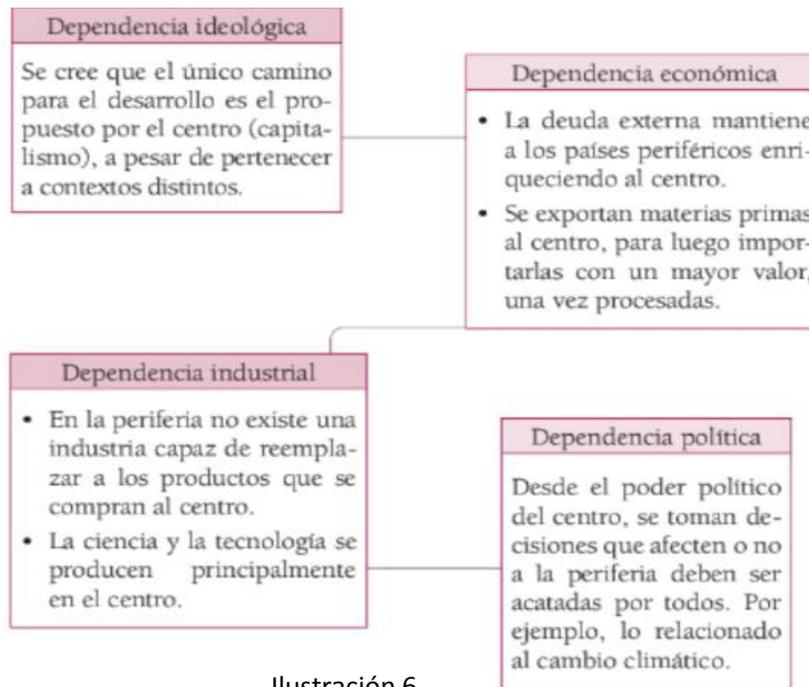 Dependencia ideológica
Se cree que el único camino
para el desarrollo es el pro-
puesto por el centro (capita-
lismo), a pesar de pertenecer
a contextos distintos.
Dependencia económica
• La deuda externa mantiene
a los países periféricos enri-
queciendo al centro.
• Se exportan materias primas
al centro, para luego impor-
tarlas con un mayor valor,
una vez procesadas.
Dependencia industrial
• En la periferia no existe una
industria capaz de reempla-
zar a los productos que se
compran al centro.
• La ciencia y la tecnología se
producen principalmente
en el centro.
Dependencia política
Desde el poder político
del centro, se toman de-
cisiones que afecten o no
a la periferia deben ser
acatadas por todos. Por
ejemplo, lo relacionado
al cambio climático.
Ilustración 6